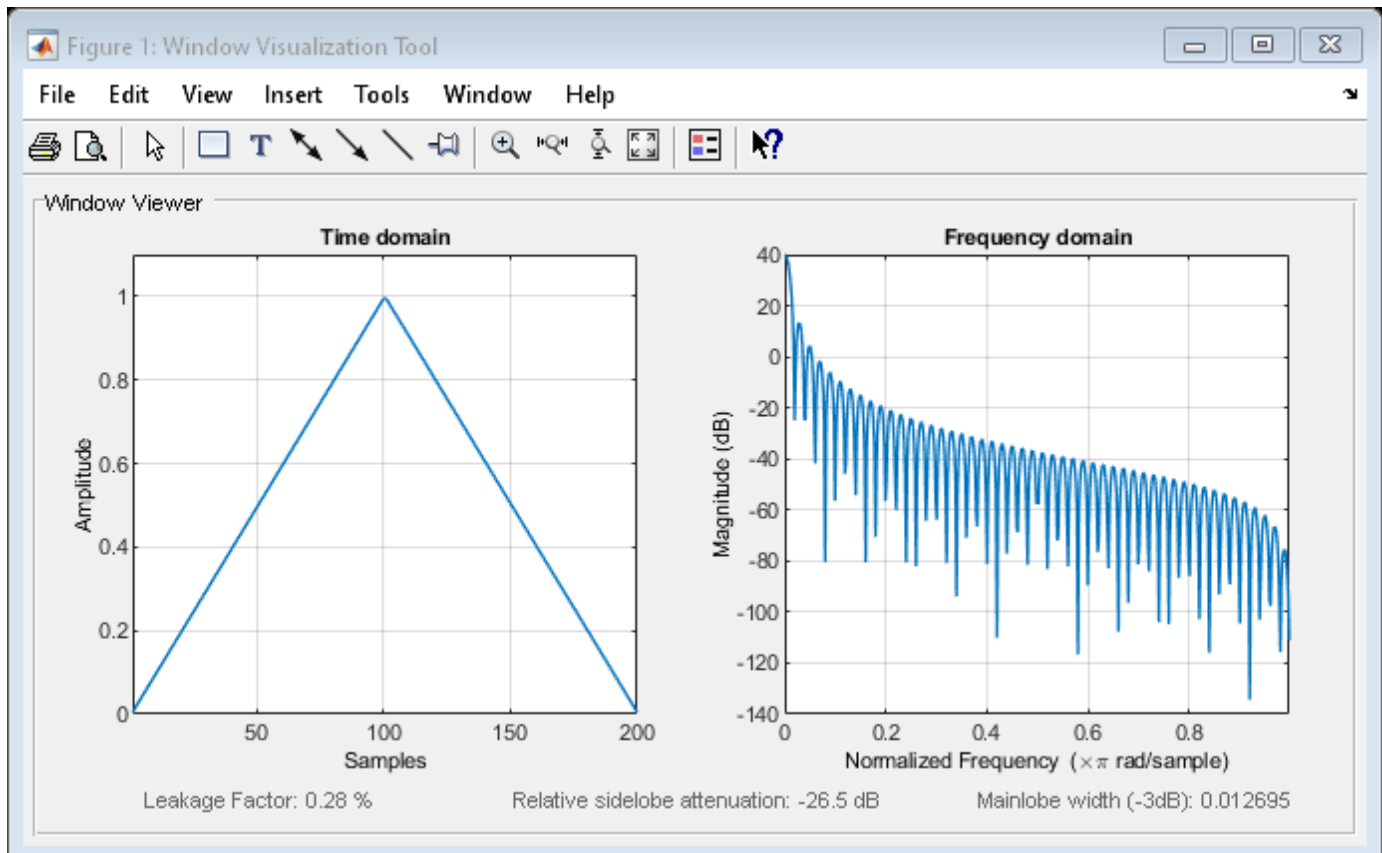 Figure 1: Window Visualization Tool
File Edit View Insert Tools Window Help
T
?
Window Viewer
Time domain
1
0.8
0.6
0.4
0.2
0
Amplitude
50 100 150 200
Samples
Frequency domain
40
20
0
-20
-40
-60
-80
-100
-120
-140
Magnitude (dB)
0 0.2 0.4 0.6 0.8
Normalized Frequency (×π rad/sample)
Leakage Factor: 0.28 % Relative sidelobe attenuation: -26.5 dB Mainlobe width (-3dB): 0.012695